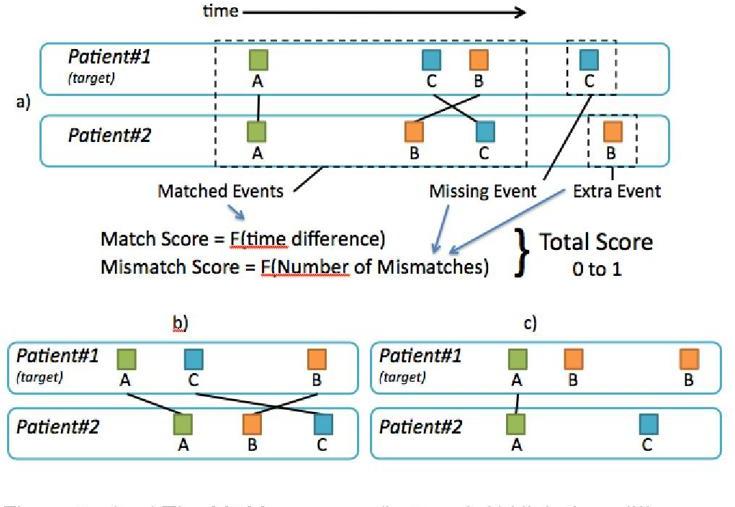 time
Patient#1
(target)
A
C
B
C
a)
Patient#2
A
B
C
B
Matched Events
Missing Event
Extra Event
Match Score = F(time difference)
Mismatch Score = F(Number of Mismatches)
} Total Score
0 to 1
b)
Patient#1
(target)
A
C
B
Patient#2
A
B
C
c)
Patient#1
(target)
A
B
B
Patient#2
A
C